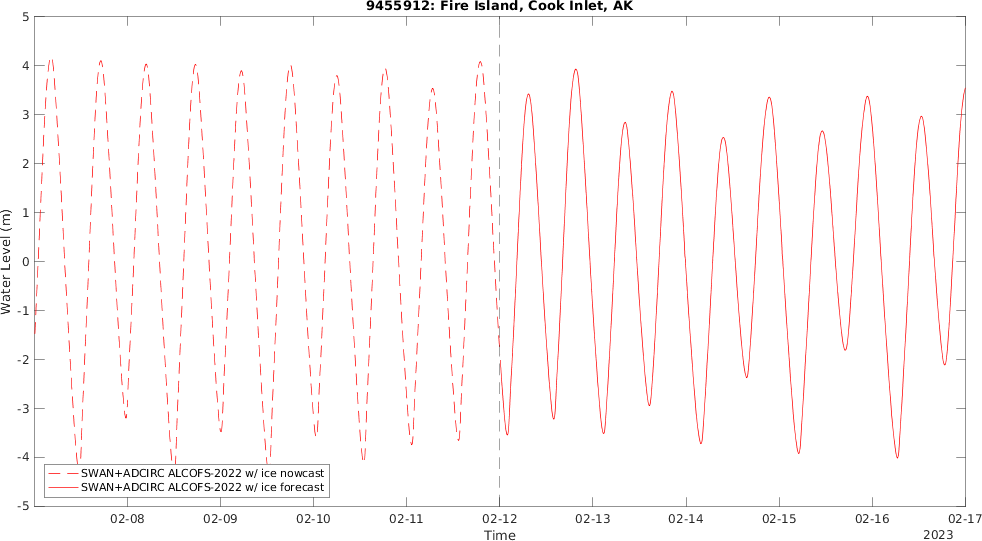 9455912: Fire Island, Cook Inlet, AK
5
4
3
2
1
0
-1
-2
-3
-4
-5
Water Level (m)
SWAN+ADCIRC ALCOFS-2022 w/ ice nowcast
SWAN+ADCIRC ALCOFS-2022 w/ ice forecast
02-08 02-09 02-10 02-11 02-12 02-13 02-14 02-15 02-16 02-17
Time
2023